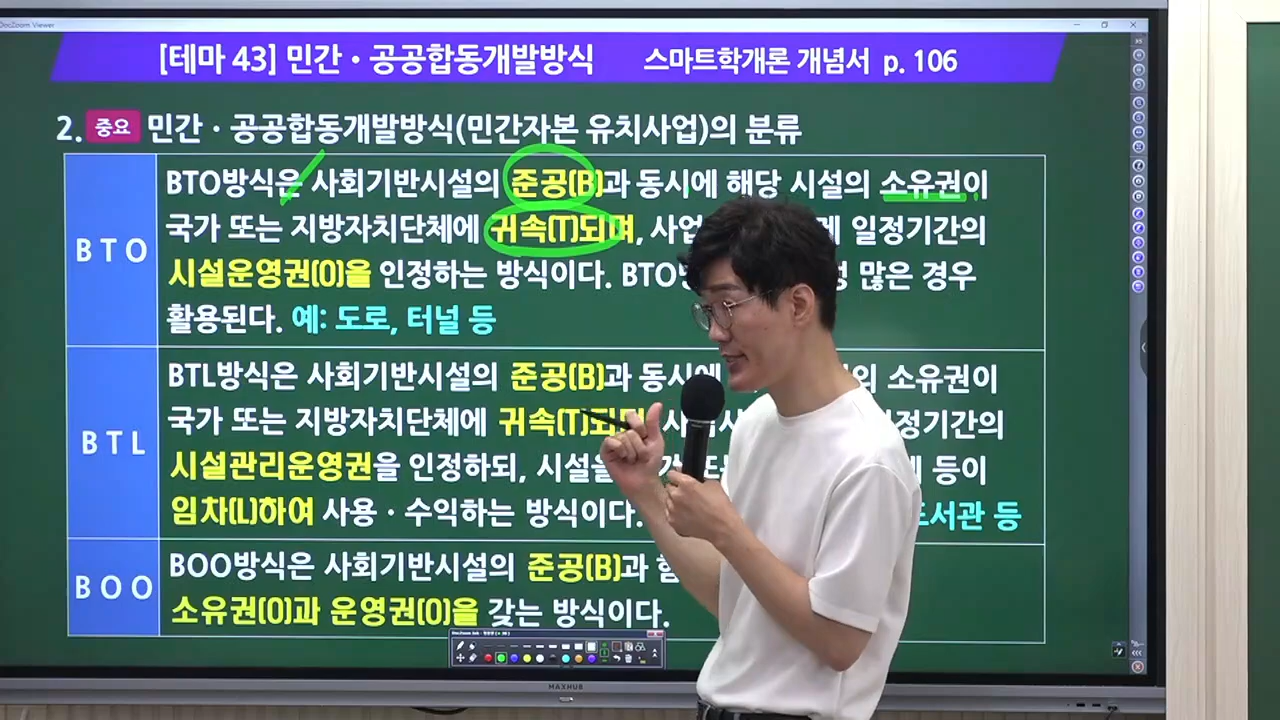 DocZoom Viewer
[테마 43] 민간 · 공공합동개발방식 스마트학개론 개념서 p. 106
2. 중요 민간 · 공공합동개발방식(민간자본 유치사업)의 분류
BTO
BTO방식은 사회기반시설의 준공(B)과 동시에 해당 시설의 소유권이
국가 또는 지방자치단체에 귀속(T)되며, 일정기간의
시설운영권(O)을 인정하는 방식이다. 많은 경우
활용된다. 예: 도로, 터널 등
BTL
BTL방식은 사회기반시설의 준공(B)과 소유권이
국가 또는 지방자치단체에 귀속(T)되며
시설관리운영권을 인정하되, 시설을 등이
임차(L)하여 사용 · 수익하는 방식이다. 도서관 등
BOO
BOO방식은 사회기반시설의 준공(B)과
소유권(O)과 운영권(O)을 갖는 방식이다.
MAXHUB